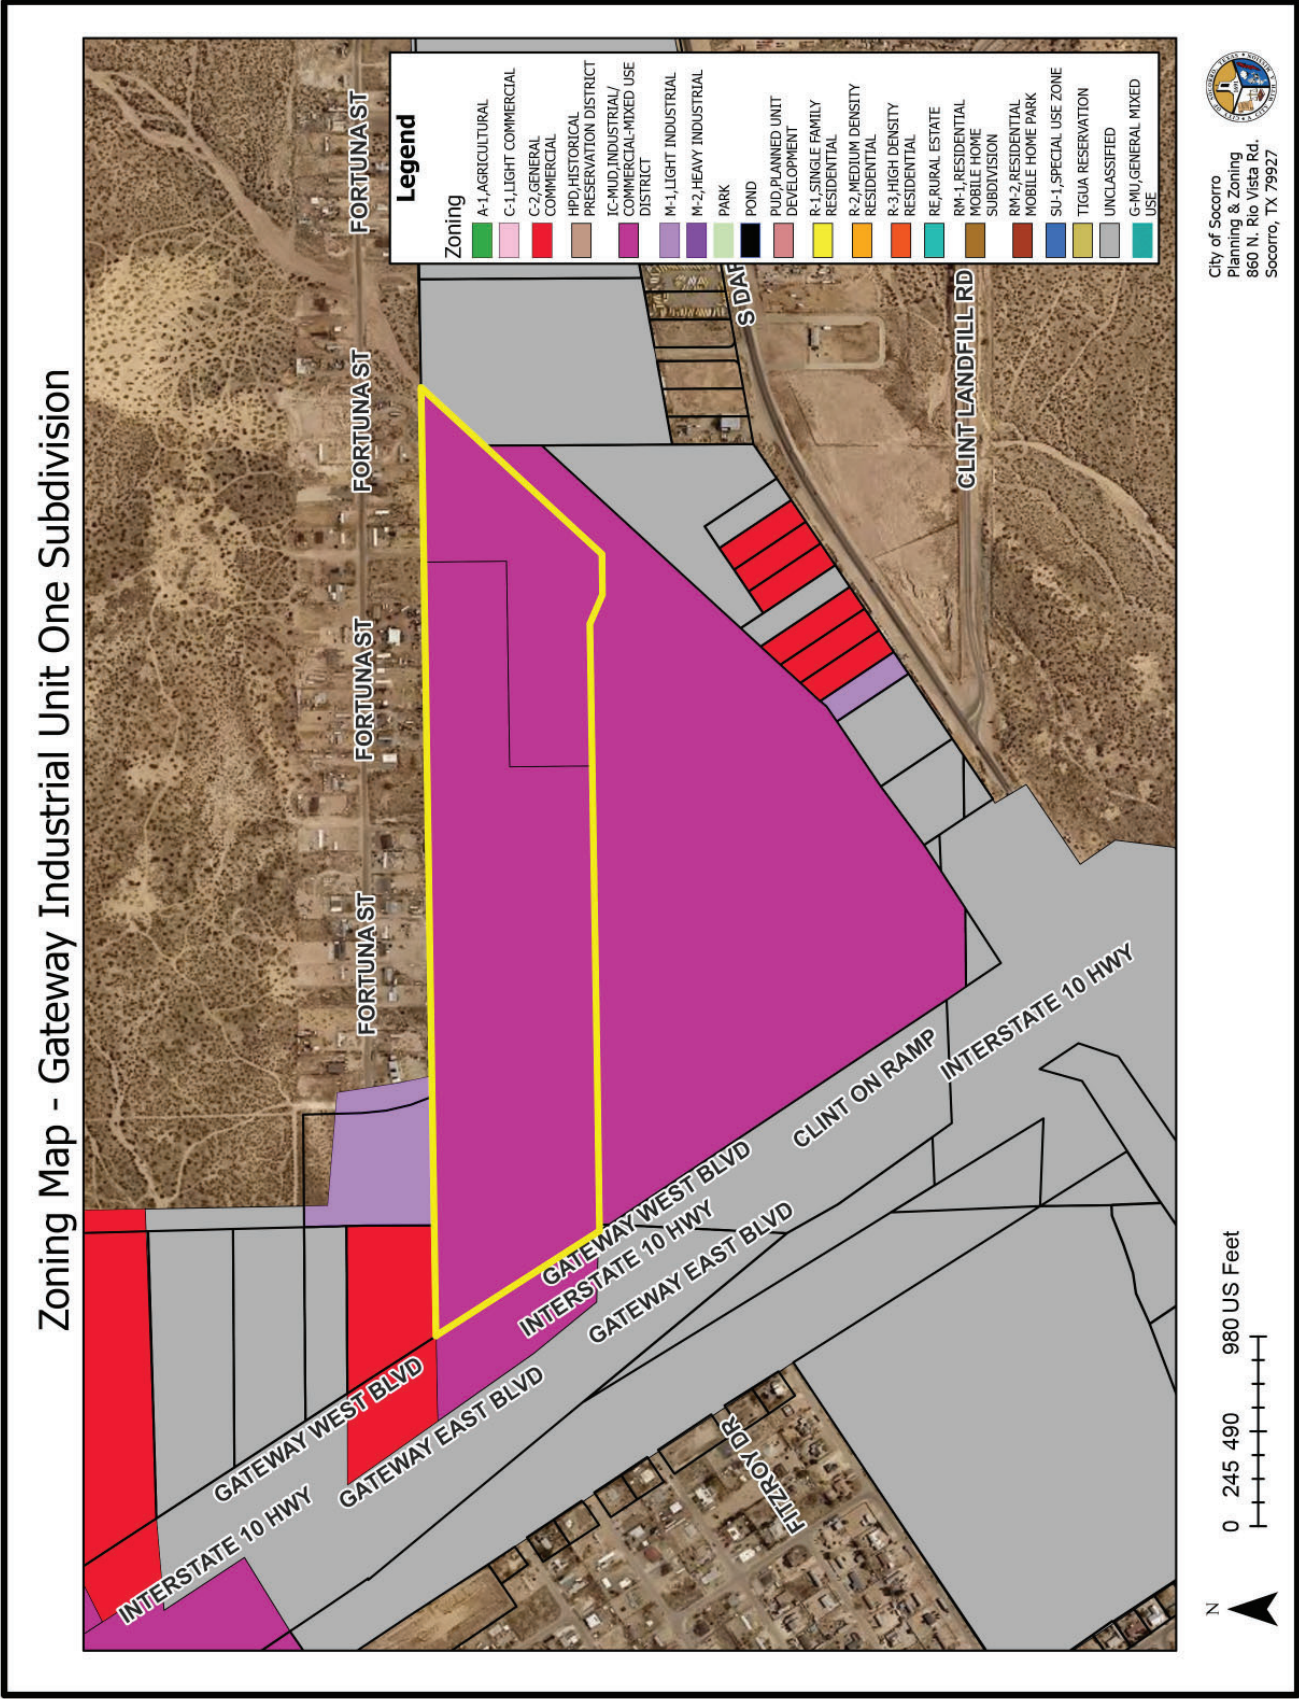 Zoning Map - Gateway Industrial Unit One Subdivision
FORTUNA ST
FORTUNA ST
FORTUNA ST
FORTUNA ST
Legend
Zoning
A-1,AGRICULTURAL
C-1,LIGHT COMMERCIAL
C-2,GENERAL
COMMERCIAL
HPD,HISTORICAL
PRESERVATION DISTRICT
IC-MUD,INDUSTRIAL/
COMMERCIAL-MIXED USE
DISTRICT
M-1,LIGHT INDUSTRIAL
M-2,HEAVY INDUSTRIAL
PARK
POND
PUD,PLANNED UNIT
DEVELOPMENT
R-1,SINGLE FAMILY
RESIDENTIAL
R-2,MEDIUM DENSITY
RESIDENTIAL
R-3,HIGH DENSITY
RESIDENTIAL
RE,RURAL ESTATE
RM-1,RESIDENTIAL
MOBILE HOME
SUBDIVISION
RM-2,RESIDENTIAL
MOBILE HOME PARK
SU-1,SPECIAL USE ZONE
TIGUA RESERVATION
UNCLASSIFIED
G-MU,GENERAL MIXED
USE
S DAR
CLINT LANDFILL RD
GATEWAY WEST BLVD
INTERSTATE 10 HWY
GATEWAY EAST BLVD
GATEWAY WEST BLVD
INTERSTATE 10 HWY
GATEWAY EAST BLVD
CLINT ON RAMP
INTERSTATE 10 HWY
FITZROY DR
N
0 245 490 980 US Feet
City of Socorro
Planning & Zoning
860 N. Rio Vista Rd.
Socorro, TX 79927